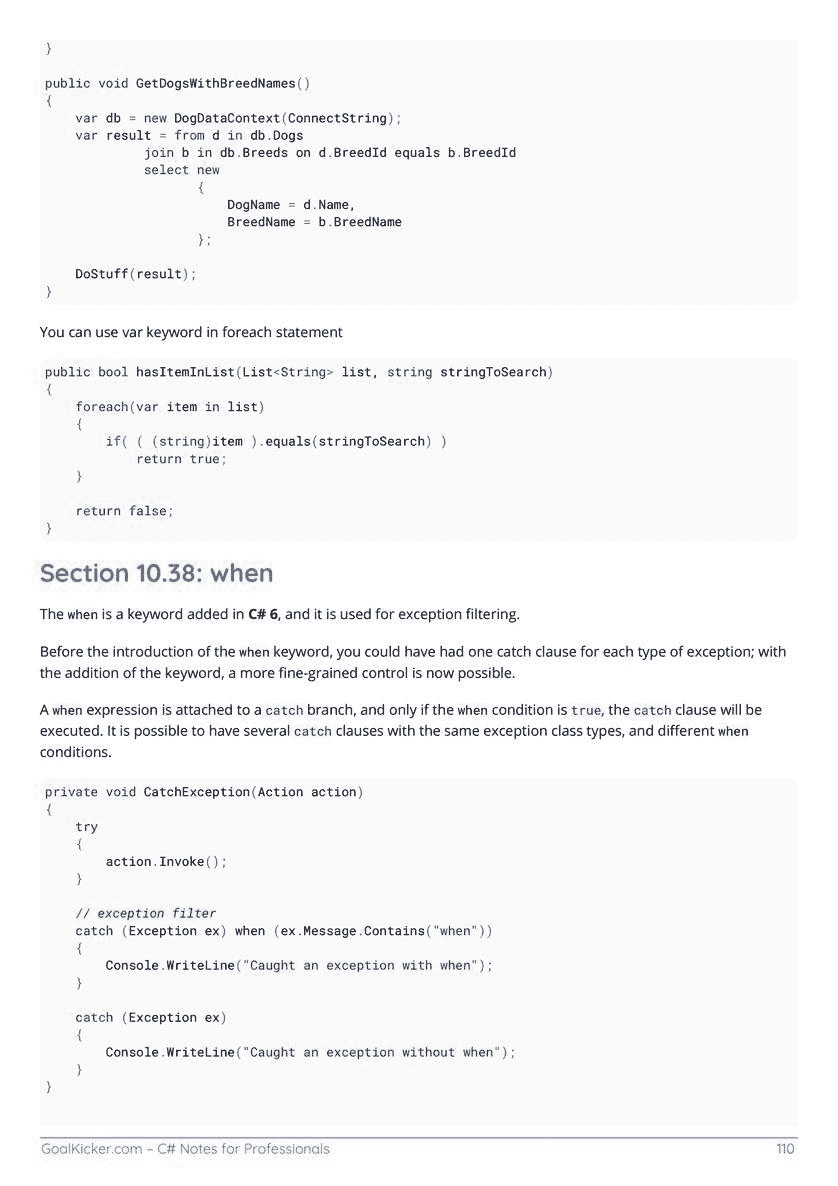 }

public void GetDogsWithBreedNames()
{
    var db = new DogDataContext(ConnectString);
    var result = from d in db.Dogs
             join b in db.Breeds on d.BreedId equals b.BreedId
             select new
                    {
                        DogName = d.Name,
                        BreedName = b.BreedName
                    };

    DoStuff(result);
}

You can use var keyword in foreach statement

public bool hasItemInList(List<String> list, string stringToSearch)
{
    foreach(var item in list)
    {
        if( ( (string)item ).equals(stringToSearch) )
            return true;
    }

    return false;
}

Section 10.38: when

The when is a keyword added in C# 6, and it is used for exception filtering.

Before the introduction of the when keyword, you could have had one catch clause for each type of exception; with
the addition of the keyword, a more fine-grained control is now possible.

A when expression is attached to a catch branch, and only if the when condition is true, the catch clause will be
executed. It is possible to have several catch clauses with the same exception class types, and different when
conditions.

private void CatchException(Action action)
{
    try
    {
        action.Invoke();
    }

    // exception filter
    catch (Exception ex) when (ex.Message.Contains("when"))
    {
        Console.WriteLine("Caught an exception with when");
    }

    catch (Exception ex)
    {
        Console.WriteLine("Caught an exception without when");
    }
}

GoalKicker.com – C# Notes for Professionals
110